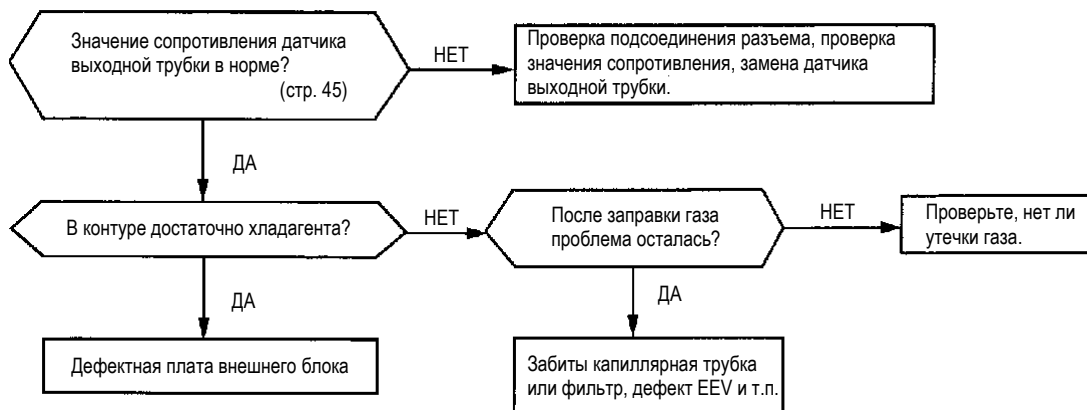 Значение сопротивления датчика
выходной трубки в норме?
(стр. 45)
НЕТ
Проверка подсоединения разъема, проверка
значения сопротивления, замена датчика
выходной трубки.
ДА
В контуре достаточно хладагента?
НЕТ
После заправки газа
проблема осталась?
НЕТ
Проверьте, нет ли
утечки газа.
ДА
ДА
Дефектная плата внешнего блока
Забиты капиллярная трубка
или фильтр, дефект EEV и т.п.